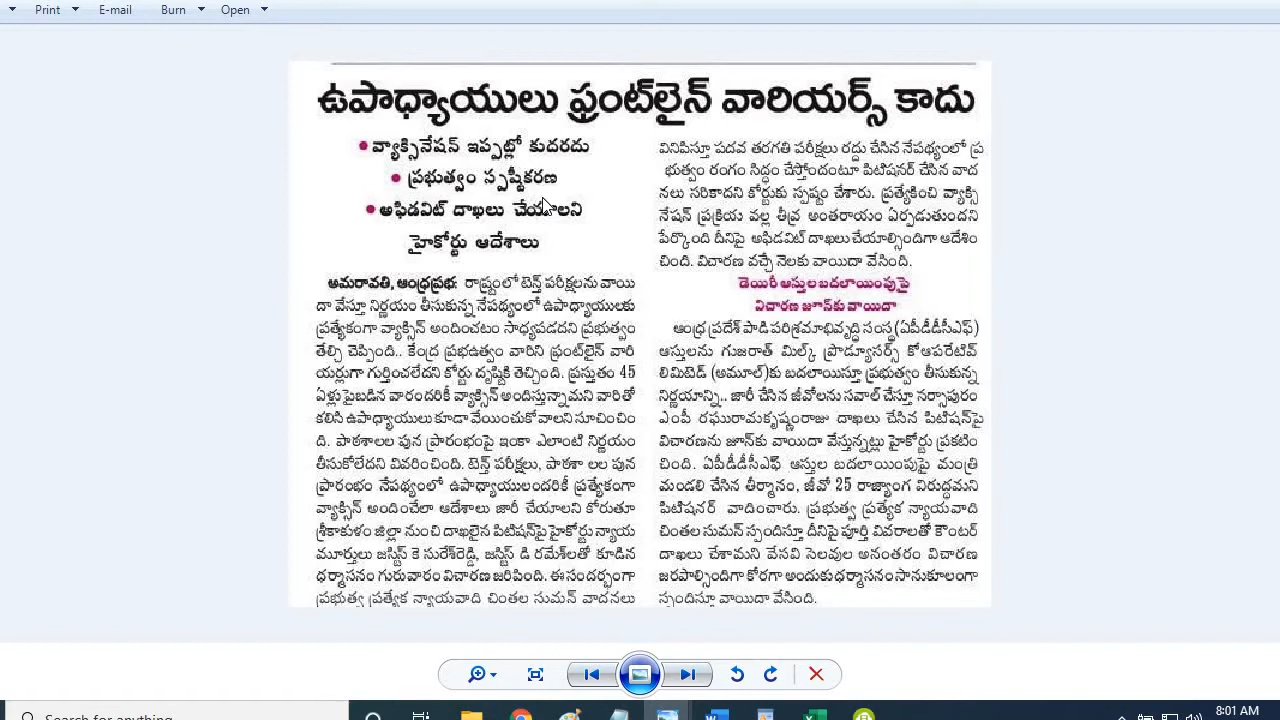 Print
E-mail
Burn
Open
ఉపాధ్యాయులు ఫ్రంట్‌లైన్ వారియర్స్ కాదు
• వ్యాక్సినేషన్ ఇప్పట్లో కుదరదు
• ప్రభుత్వం స్పష్టీకరణ
• అఫిడవిట్ దాఖలు చేయాలని
హైకోర్టు ఆదేశాలు
అమరావతి, ఆంధ్రప్రభ: రాష్ట్రంలో టెన్త్ పరీక్షలను వాయి
దా వేస్తూ నిర్ణయం తీసుకున్న నేపథ్యంలో ఉపాధ్యాయులకు
ప్రత్యేకంగా వ్యాక్సిన్ అందించటం సాధ్యపడదని ప్రభుత్వం
తేల్చి చెప్పింది.. కేంద్ర ప్రభఉత్వం వారిని ఫ్రంట్‌లైన్ వారి
యర్లుగా గుర్తించలేదని కోర్టు దృష్టికి తెచ్చింది. ప్రస్తుతం 45
ఏళ్లు పైబడిన వారందరికీ వ్యాక్సిన్ అందిస్తున్నామని వారితో
కలిసి ఉపాధ్యాయులు కూడా వేయించుకో వాలని సూచించిం
ది. పాఠశాలల పున ప్రారంభంపై ఇంకా ఎలాంటి నిర్ణయం
తీసుకోలేదని వివరించింది. టెన్త్ పరీక్షలు, పాఠశా లల పున
ప్రారంభం నేపథ్యంలో ఉపాధ్యాయులందరికీ ప్రత్యేకంగా
వ్యాక్సిన్ అందించేలా ఆదేశాలు జారీ చేయాలని కోరుతూ
శ్రీకాకుళం జిల్లా నుంచి దాఖలైన పిటిషన్‌పై హైకోర్టు న్యాయ
మూర్తులు జస్టిస్ట్ కె సురేశ్‌రెడ్డి, జస్టిస్ట్ డి రమేశ్‌లతో కూడిన
ధర్మాసనం గురువారం విచారణ జరిపింది. ఈ సందర్భంగా
ప్రభుత్వ ప్రత్యేక న్యాయవాది చింతల సుమన్ వాదనలు
వినిపిస్తూ పదవ తరగతి పరీక్షలు రద్దు చేసిన నేపథ్యంలో ప్ర
భుత్వం రంగం సిద్ధం చేస్తోందంటూ పిటిషనర్ చేసిన వాద
నలు సరికాదని కోర్టుకు స్పష్టం చేశారు. ప్రత్యేకించి వ్యాక్సి
నేషన్ ప్రక్రియ వల్ల తీవ్ర అంతరాయం ఏర్పడుతుందని
పేర్కొంది దీనిపై అఫిడవిట్ దాఖలు చేయాల్సిందిగా ఆదేశిం
చింది. విచారణ వచ్చే నెలకు వాయిదా వేసింది.
డెయిరీ ఆస్తుల బదలాయింపుపై
విచారణ జూన్‌కు వాయిదా
ఆంధ్ర ప్రదేశ్ పాడి పరిశ్రమాభివృద్ధి సంస్థ(ఏపీడీడీసీఎఫ్)
ఆస్తులను గుజరాత్ మిల్క్ ప్రొడ్యూసర్స్ కో ఆపరేటివ్
లిమిటెడ్ (అమూల్)కు బదలాయిస్తూ ప్రభుత్వం తీసుకున్న
నిర్ణయాన్ని.. జారీ చేసిన జీవోలను సవాల్ చేస్తూ నర్సాపురం
ఎంపీ రఘురామకృష్ణంరాజు దాఖలు చేసిన పిటిషన్‌పై
విచారణను జూన్‌కు వాయిదా వేస్తున్నట్లు హైకోర్టు ప్రకటిం
చింది. ఏపీడీడీసీఎఫ్ ఆస్తుల బదలాయింపుపై మంత్రి
మండలి చేసిన తీర్మానం, జీవో 25 రాజ్యాంగ విరుద్ధమని
పిటిషనర్ వాదించారు. ప్రభుత్వ ప్రత్యేక న్యాయవాది
చింతల సుమన్ స్పందిస్తూ దీనిపై పూర్తి వివరాలతో కౌంటర్
దాఖలు చేశామని వేసవి సెలవుల అనంతరం విచారణ
జరపాల్సిందిగా కోరగా అందుకు ధర్మాసనం సానుకూలంగా
స్పందిస్తూ వాయిదా వేసింది.
Search for anything
8:01 AM